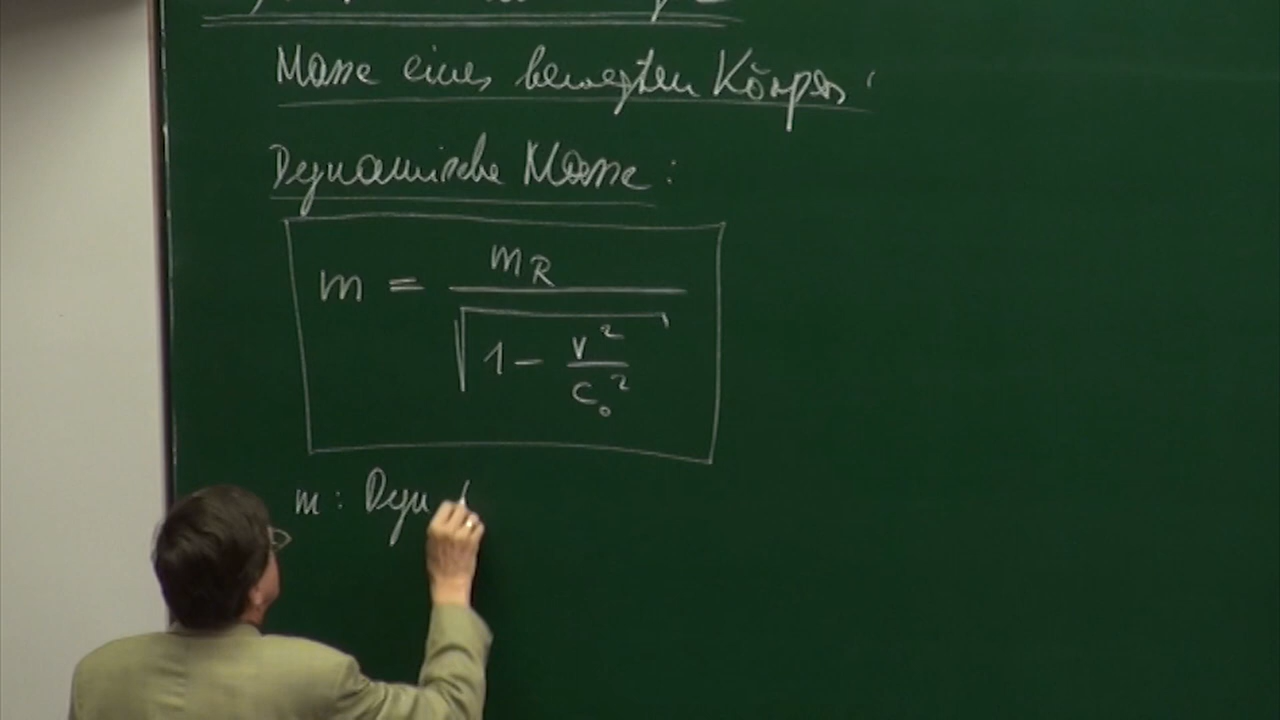 Masse eines bewegten Körpers:
Dynamische Masse:
m = m_R / √(1 - v²/c₀²)
m: Dyn